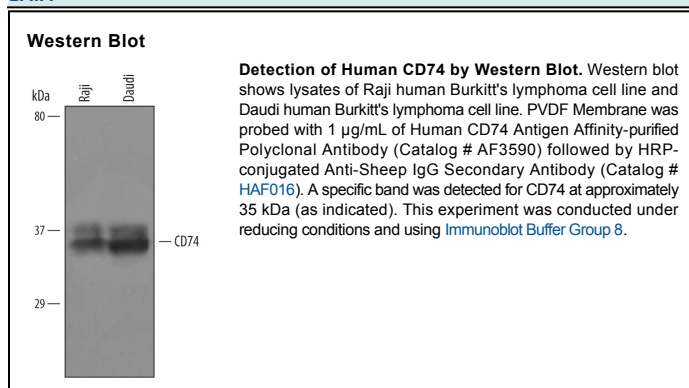 Western Blot
kDa
Raji
Daudi
80
37
CD74
29
Detection of Human CD74 by Western Blot. Western blot
shows lysates of Raji human Burkitt's lymphoma cell line and
Daudi human Burkitt's lymphoma cell line. PVDF Membrane was
probed with 1 µg/mL of Human CD74 Antigen Affinity-purified
Polyclonal Antibody (Catalog # AF3590) followed by HRP-
conjugated Anti-Sheep IgG Secondary Antibody (Catalog #
HAF016). A specific band was detected for CD74 at approximately
35 kDa (as indicated). This experiment was conducted under
reducing conditions and using Immunoblot Buffer Group 8.